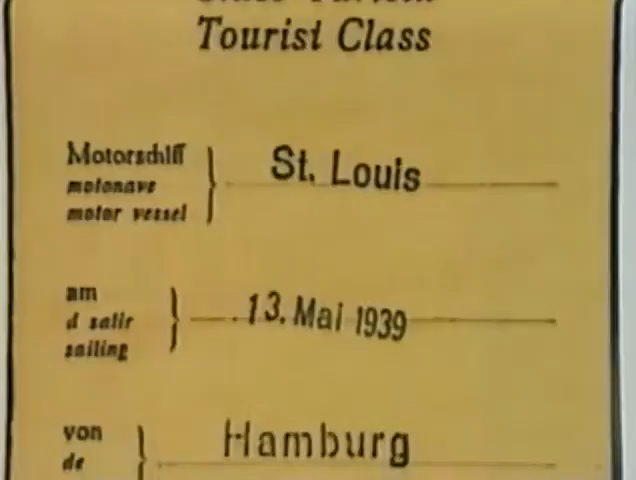 Tourist Class
Motorschiff
motonave
motor vessel
St. Louis
am
d salir
sailing
13. Mai 1939
von
de
Hamburg